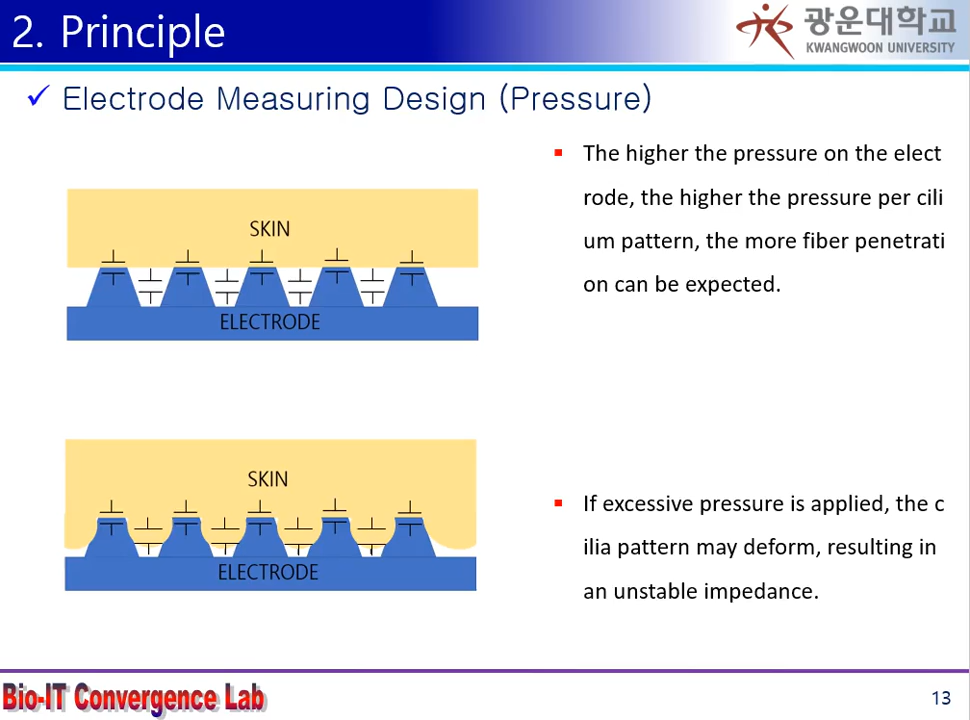 2. Principle
광운대학교
KWANGWOON UNIVERSITY
✓ Electrode Measuring Design (Pressure)
▪ The higher the pressure on the elect
rode, the higher the pressure per cili
um pattern, the more fiber penetrati
on can be expected.
SKIN
ELECTRODE
SKIN
ELECTRODE
▪ If excessive pressure is applied, the c
ilia pattern may deform, resulting in
an unstable impedance.
Bio-IT Convergence Lab
13